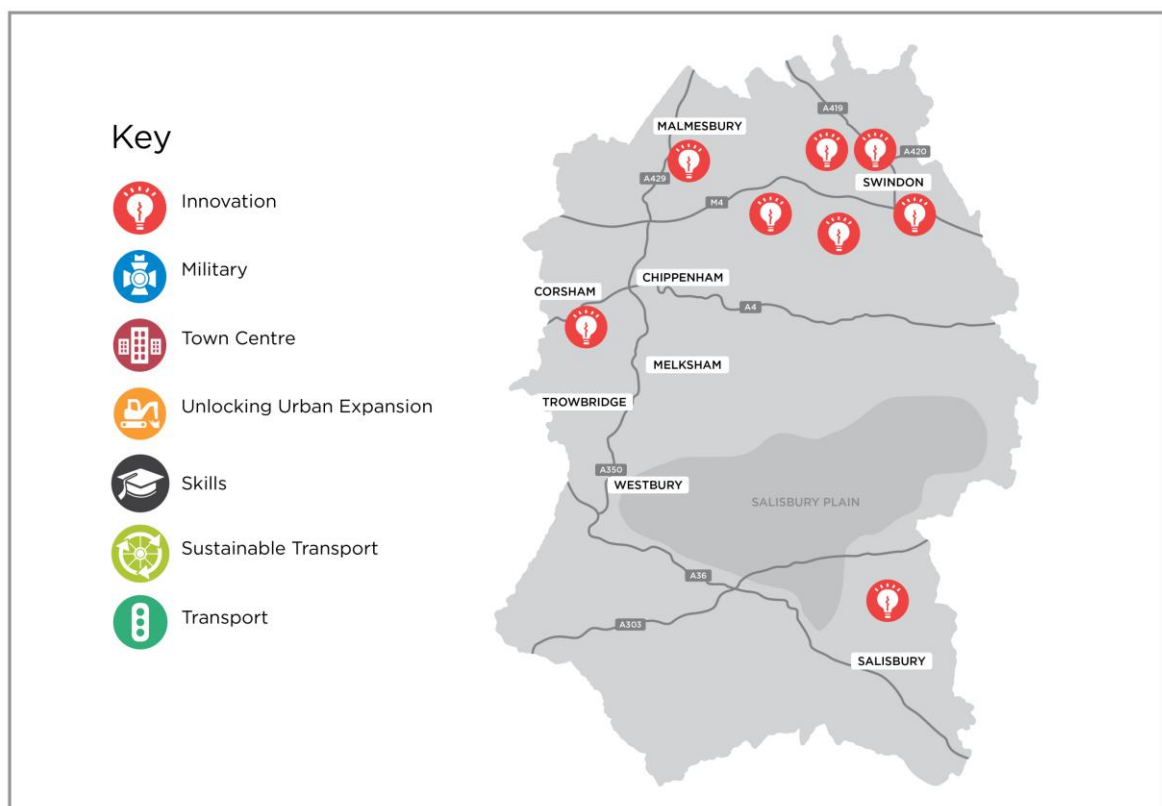 Key
Innovation
Military
Town Centre
Unlocking Urban Expansion
Skills
Sustainable Transport
Transport
A419
MALMESBURY
A420
A429
SWINDON
M4
CHIPPENHAM
CORSHAM
A4
MELKSHAM
TROWBRIDGE
A350
WESTBURY
SALISBURY PLAIN
A36
A303
SALISBURY